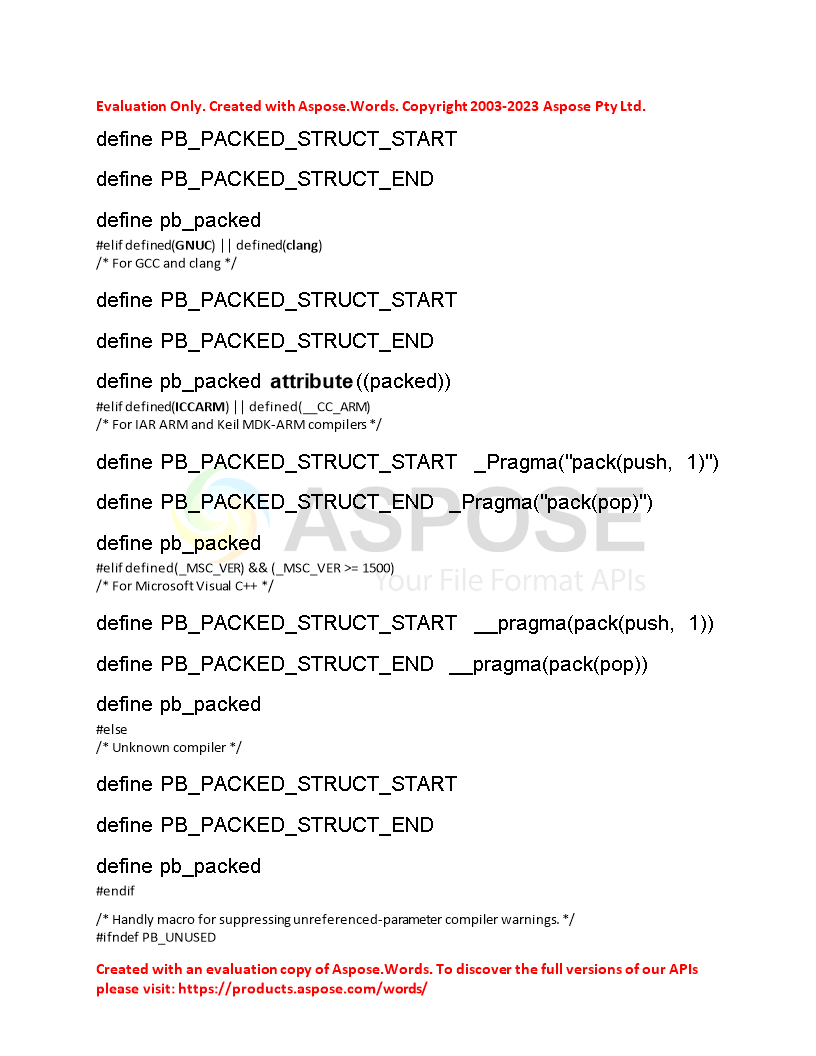 Evaluation Only. Created with Aspose.Words. Copyright 2003-2023 Aspose Pty Ltd.
define PB_PACKED_STRUCT_START
define PB_PACKED_STRUCT_END
define pb_packed
#elif defined(GNUC) || defined(clang)
/* For GCC and clang */
define PB_PACKED_STRUCT_START
define PB_PACKED_STRUCT_END
define pb_packed attribute((packed))
#elif defined(ICCARM) || defined(__CC_ARM)
/* For IAR ARM and Keil MDK-ARM compilers */
define PB_PACKED_STRUCT_START _Pragma("pack(push, 1)")
define PB_PACKED_STRUCT_END _Pragma("pack(pop)")
ASPOSE
define pb_packed
#elif defined(_MSC_VER) && (_MSC_VER >= 1500)
Your File Format APIs
/* For Microsoft Visual C++ */
define PB_PACKED_STRUCT_START __pragma(pack(push, 1))
define PB_PACKED_STRUCT_END __pragma(pack(pop))
define pb_packed
#else
/* Unknown compiler */
define PB_PACKED_STRUCT_START
define PB_PACKED_STRUCT_END
define pb_packed
#endif
/* Handly macro for suppressing unreferenced-parameter compiler warnings. */
#ifndef PB_UNUSED
Created with an evaluation copy of Aspose.Words. To discover the full versions of our APIs
please visit: https://products.aspose.com/words/